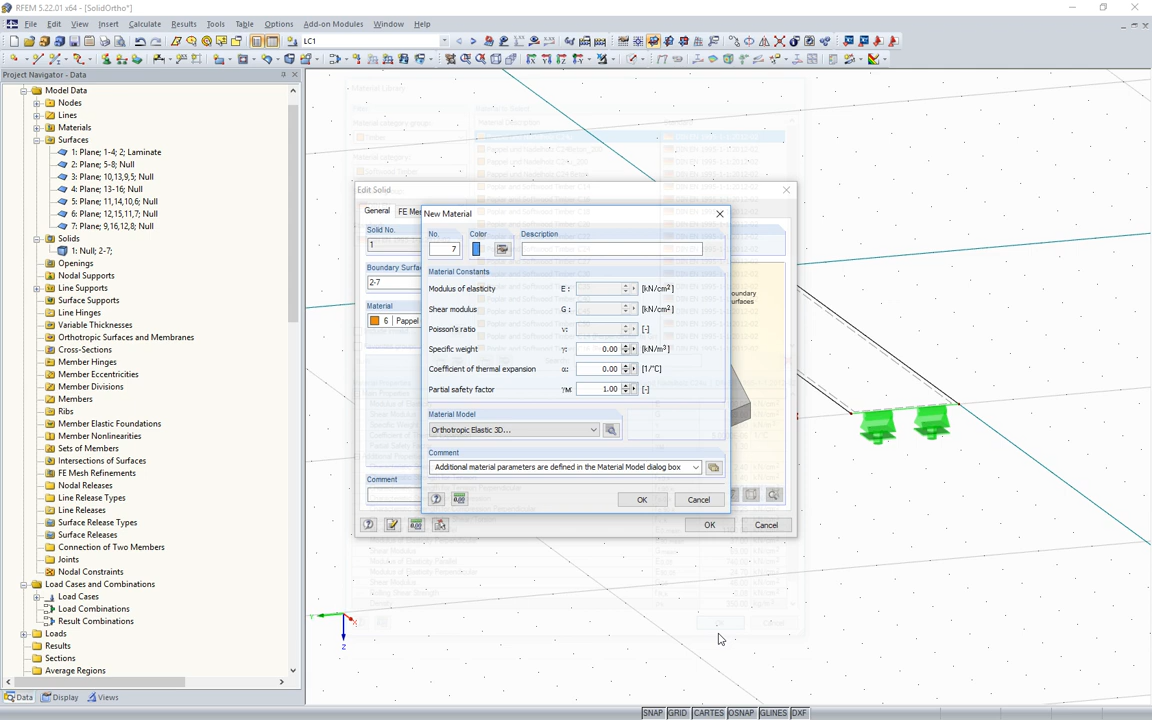 RFEM 5.22.01 x64 - [SolidOrtho*]
File Edit View Insert Calculate Results Tools Table Options Add-on Modules Window Help
LC1
Project Navigator - Data
Model Data
Nodes
Lines
Materials
Surfaces
1: Plane; 1-4; 2; Laminate
2: Plane; 5-8; Null
3: Plane; 10,13,9,5; Null
4: Plane; 13-16; Null
5: Plane; 11,14,10,6; Null
6: Plane; 12,15,11,7; Null
7: Plane; 9,16,12,8; Null
Solids
1: Null; 2-7;
Openings
Nodal Supports
Line Supports
Surface Supports
Line Hinges
Variable Thicknesses
Orthotropic Surfaces and Membranes
Cross-Sections
Member Hinges
Member Eccentricities
Member Divisions
Members
Ribs
Member Elastic Foundations
Member Nonlinearities
Sets of Members
Intersections of Surfaces
FE Mesh Refinements
Nodal Releases
Line Release Types
Line Releases
Surface Release Types
Surface Releases
Connection of Two Members
Joints
Nodal Constraints
Load Cases and Combinations
Load Cases
Load Combinations
Result Combinations
Loads
Results
Sections
Average Regions
Data Display Views
Edit Solid
General FE Me
Solid No.
1
Boundary Surfac
2-7
Material
6 Pappel
Comment
oundary
urfaces
OK Cancel
New Material
No. Color Description
7
Material Constants
Modulus of elasticity E : [kN/cm2]
Shear modulus G : [kN/cm2]
Poisson's ratio ν: [-]
Specific weight γ: 0.00 [kN/m3]
Coefficient of thermal expansion α: 0.00 [1/°C]
Partial safety factor γM: 1.00 [-]
Material Model
Orthotropic Elastic 3D...
Comment
Additional material parameters are defined in the Material Model dialog box
OK Cancel
Y X
Z
SNAP GRID CARTES OSNAP GLINES DXF